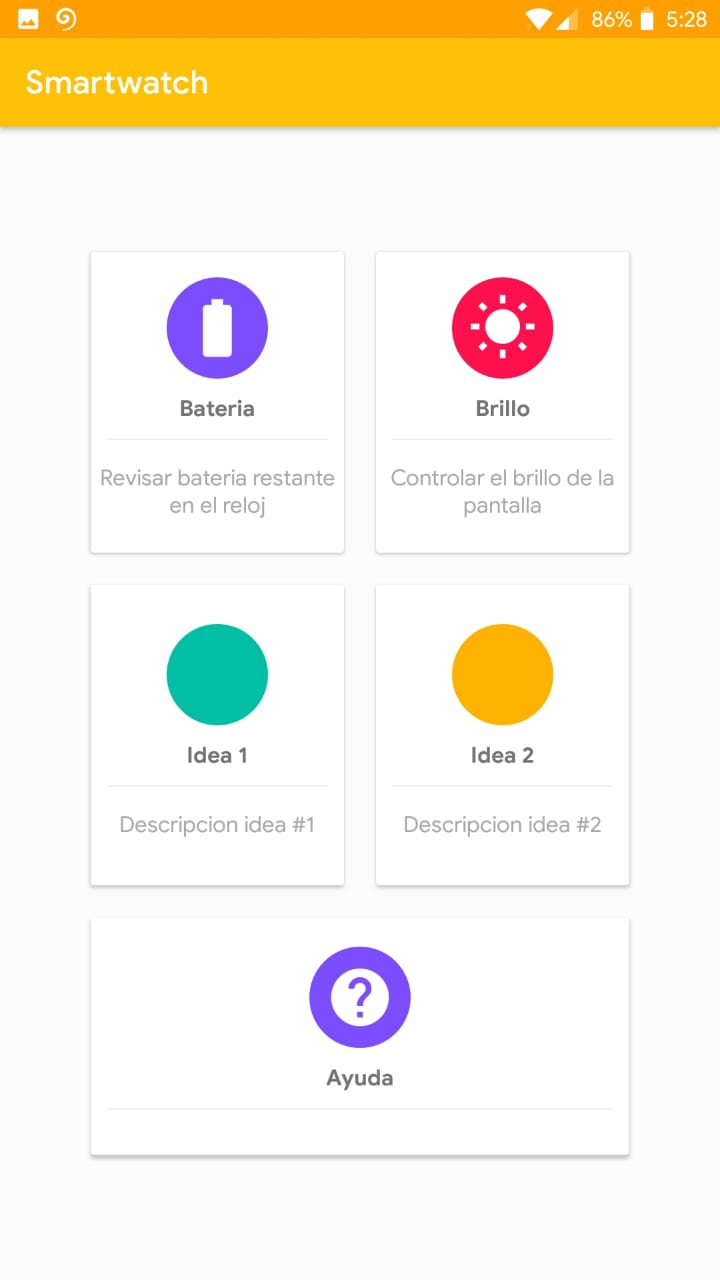 86% 5:28
Smartwatch
Bateria
Revisar bateria restante
en el reloj
Brillo
Controlar el brillo de la
pantalla
Idea 1
Descripcion idea #1
Idea 2
Descripcion idea #2
?
Ayuda